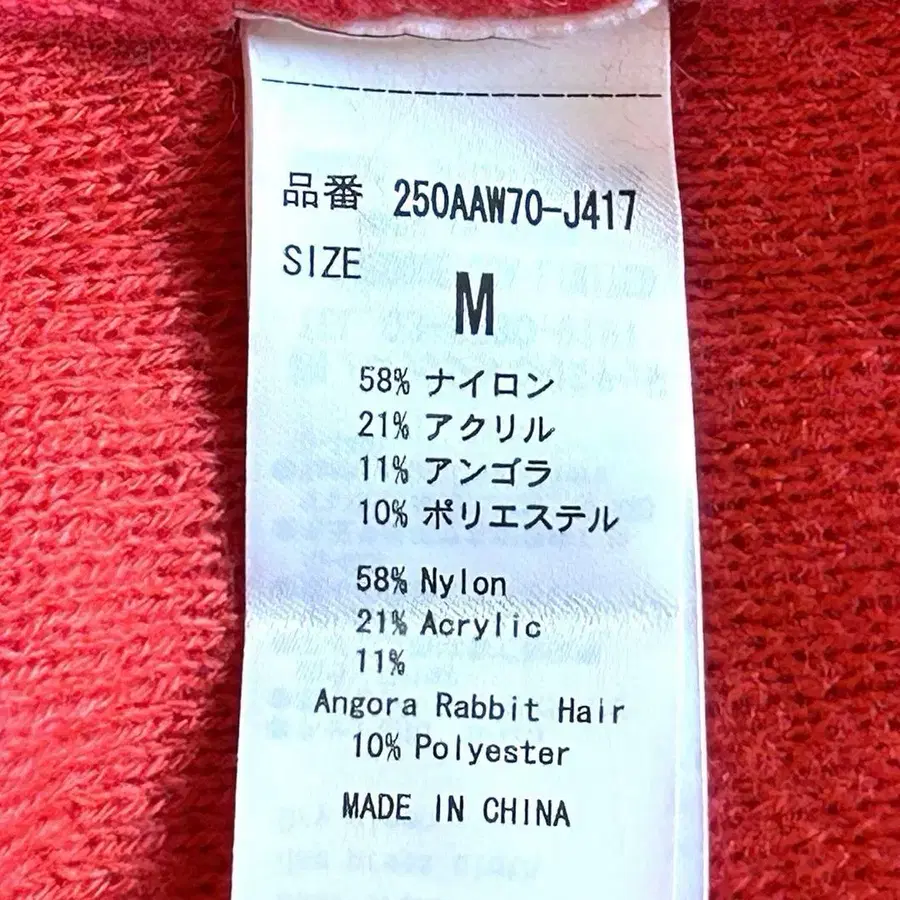 品番 250AAW70-J417
SIZE
M
58% ナイロン
21% アクリル
11% アンゴラ
10% ポリエステル
58% Nylon
21% Acrylic
11%
Angora Rabbit Hair
10% Polyester
MADE IN CHINA